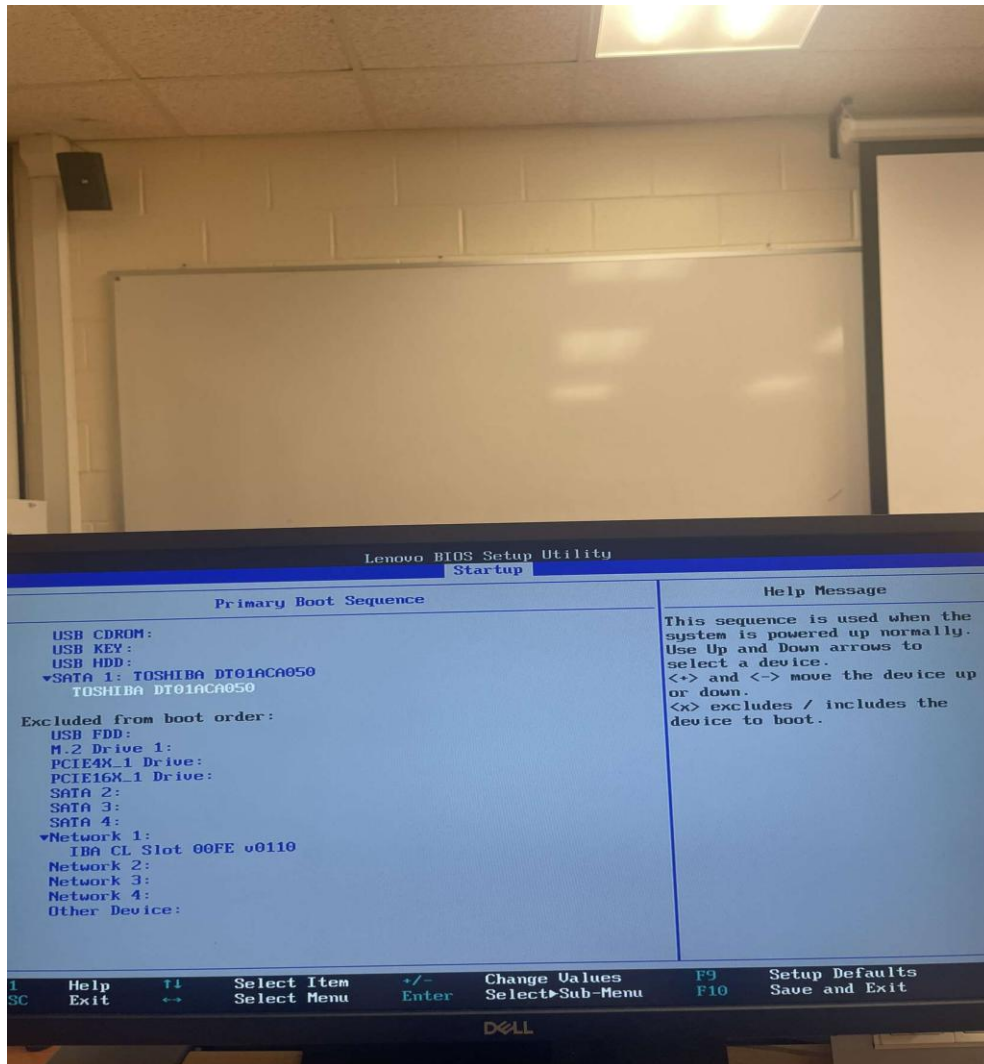 Lenovo BIOS Setup Utility
Startup
Primary Boot Sequence
Help Message
USB CDROM:
USB KEY:
USB HDD:
▾SATA 1: TOSHIBA DT01ACA050
TOSHIBA DT01ACA050
Excluded from boot order:
USB FDD:
M.2 Drive 1:
PCIE4X_1 Drive:
PCIE16X_1 Drive:
SATA 2:
SATA 3:
SATA 4:
▾Network 1:
IBA CL Slot 00FE v0110
Network 2:
Network 3:
Network 4:
Other Device:
This sequence is used when the
system is powered up normally.
Use Up and Down arrows to
select a device.
<+> and <-> move the device up
or down.
<x> excludes / includes the
device to boot.
1 Help ↑↓ Select Item +/- Change Values F9 Setup Defaults
SC Exit ↔ Select Menu Enter Select▸Sub-Menu F10 Save and Exit
DELL